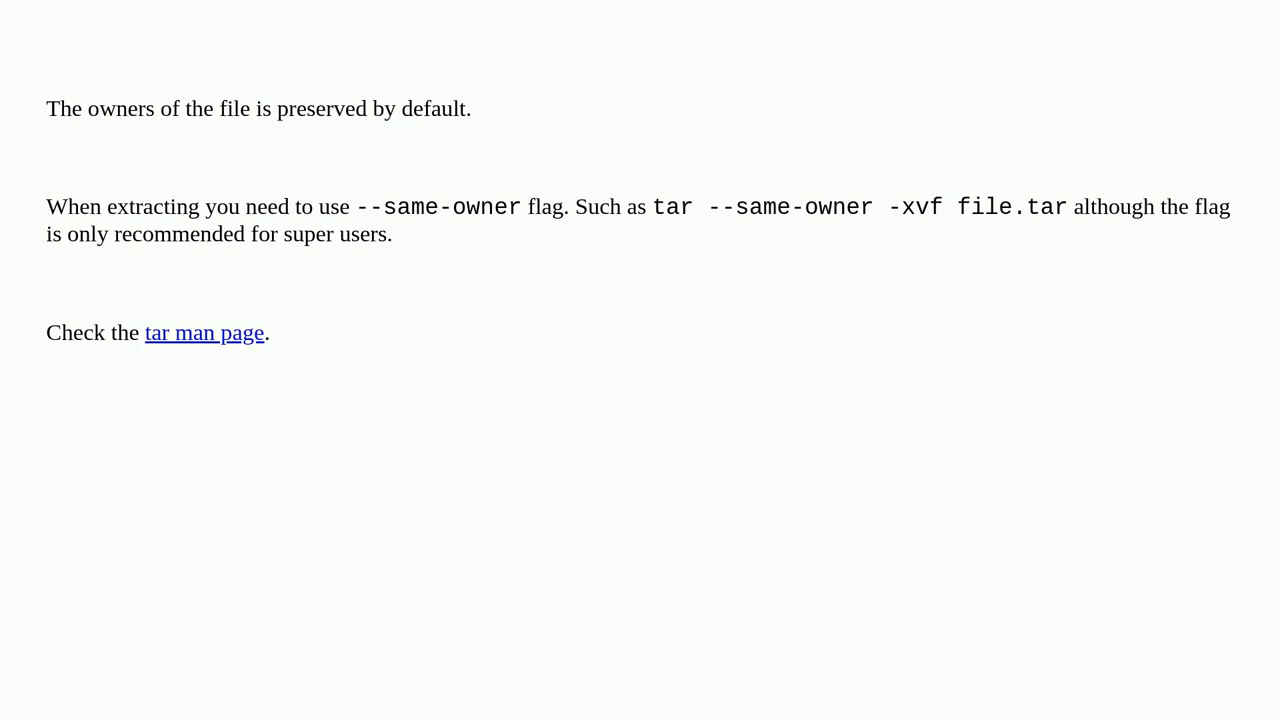 The owners of the file is preserved by default.
When extracting you need to use --same-owner flag. Such as tar --same-owner -xvf file.tar although the flag
is only recommended for super users.
Check the tar man page.